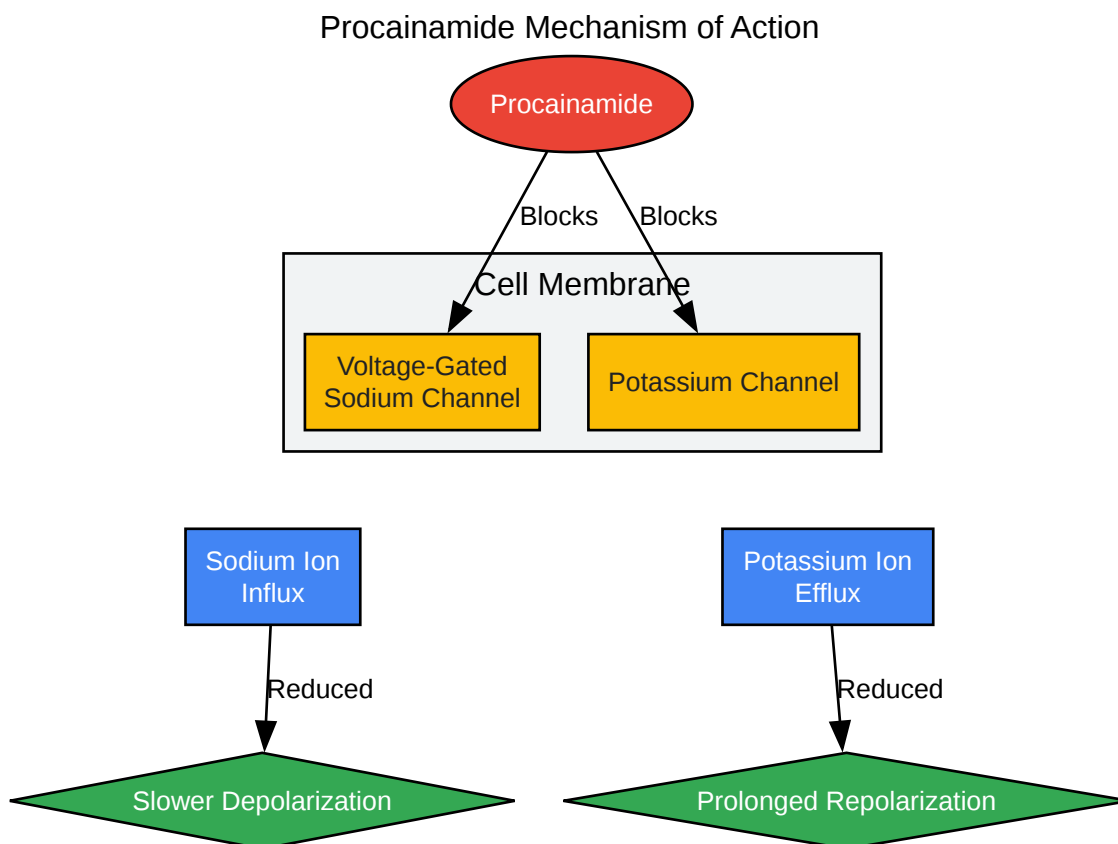 Procainamide Mechanism of Action
Procainamide
Blocks
Blocks
Cell Membrane
Voltage-Gated
Sodium Channel
Potassium Channel
Sodium Ion
Influx
Potassium Ion
Efflux
Reduced
Reduced
Slower Depolarization
Prolonged Repolarization